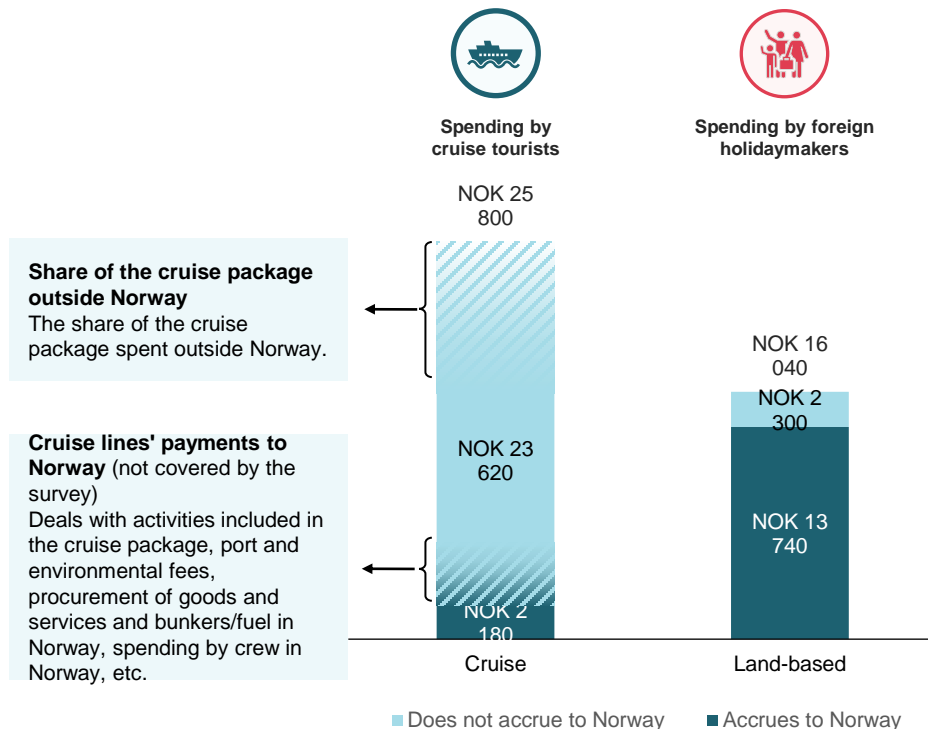 Spending by
cruise tourists
Spending by foreign
holidaymakers
NOK 25
800
Share of the cruise package
outside Norway
The share of the cruise
package spent outside Norway.
NOK 16
040
NOK 2
300
Cruise lines' payments to
Norway (not covered by the
survey)
Deals with activities included in
the cruise package, port and
environmental fees,
procurement of goods and
services and bunkers/fuel in
Norway, spending by crew in
Norway, etc.
NOK 23
620
NOK 13
740
NOK 2
180
Cruise
Land-based
Does not accrue to Norway
Accrues to Norway